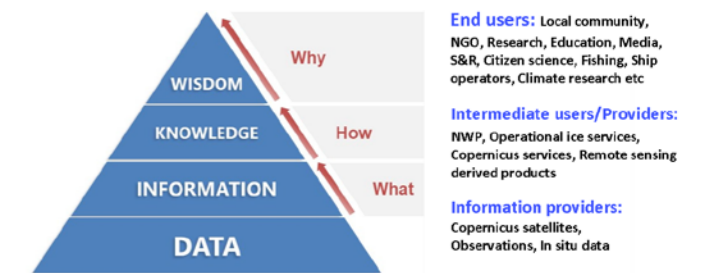 WISDOM
KNOWLEDGE
INFORMATION
DATA
Why
How
What
End users: Local community,
NGO, Research, Education, Media,
S&R, Citizen science, Fishing, Ship
operators, Climate research etc
Intermediate users/Providers:
NWP, Operational ice services,
Copernicus services, Remote sensing
derived products
Information providers:
Copernicus satellites,
Observations, In situ data